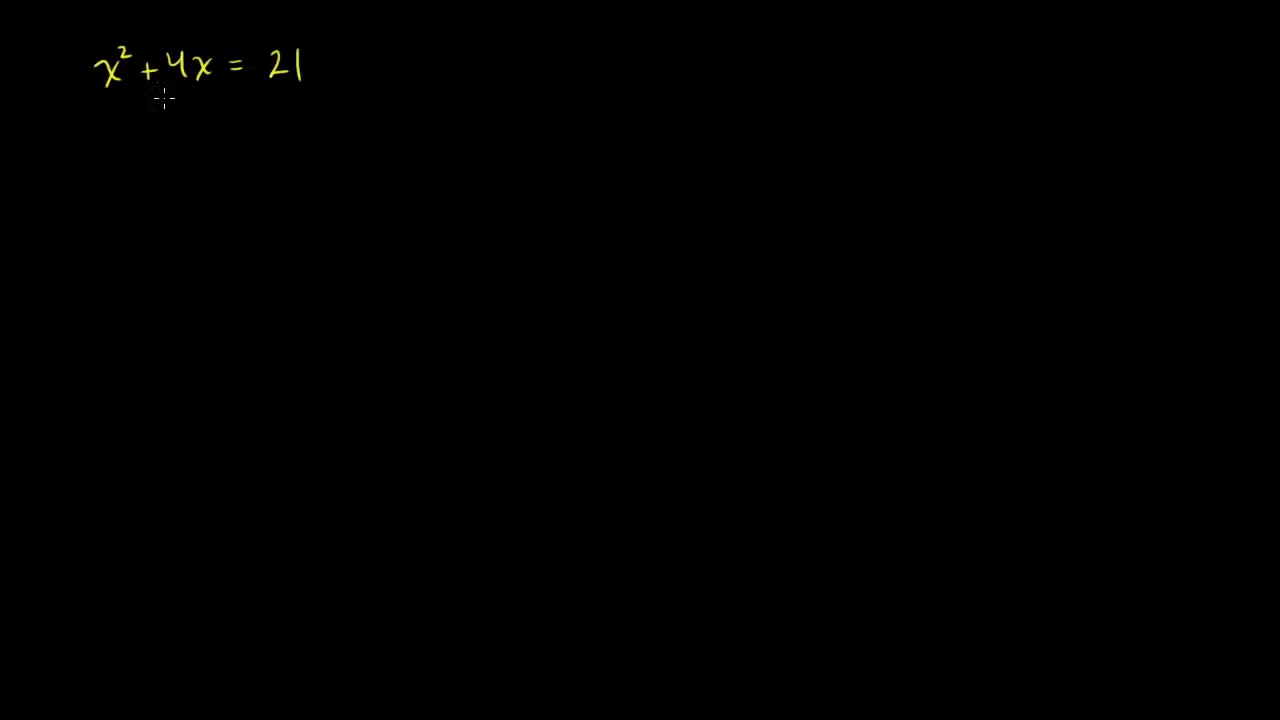 x² + 4x = 21